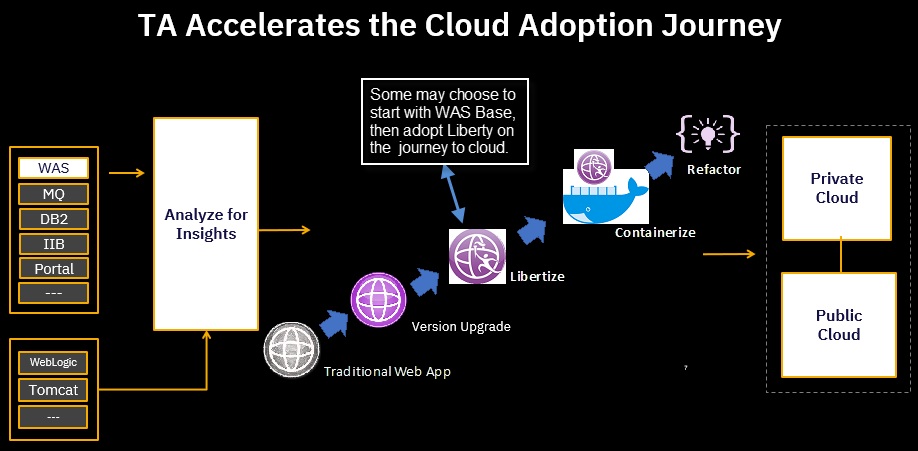 TA Accelerates the Cloud Adoption Journey
Some may choose to
start with WAS Base,
then adopt Liberty on
the journey to cloud.
WAS
MQ
DB2
IIB
Portal
---
WebLogic
Tomcat
---
Analyze for
Insights
Traditional Web App
Version Upgrade
Libertize
Containerize
Refactor
Private
Cloud
Public
Cloud
7